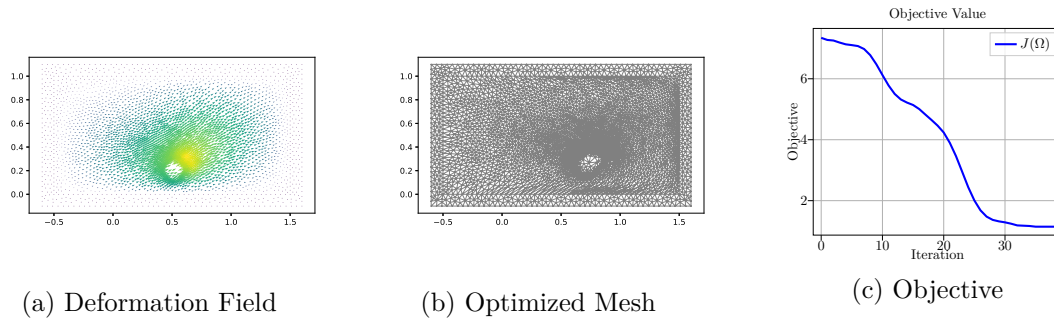 Objective Value
J(Ω)
1.0
0.8
0.6
0.4
0.2
0.0
−0.5 0.0 0.5 1.0 1.5
1.0
0.8
0.6
0.4
0.2
0.0
−0.5 0.0 0.5 1.0 1.5
Objective
6
4
2
0 10 20 30
Iteration
(a) Deformation Field
(b) Optimized Mesh
(c) Objective